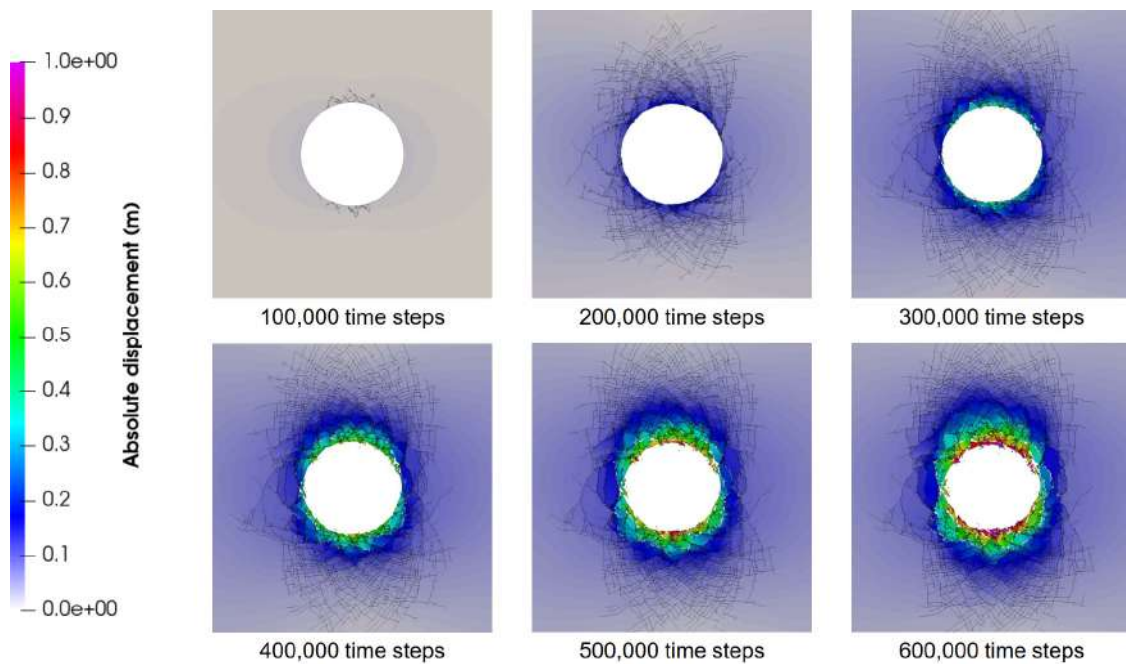 1.0e+00
0.9
0.8
0.7
0.6
0.5
0.4
0.3
0.2
0.1
0.0e+00
Absolute displacement (m)
100,000 time steps
200,000 time steps
300,000 time steps
400,000 time steps
500,000 time steps
600,000 time steps